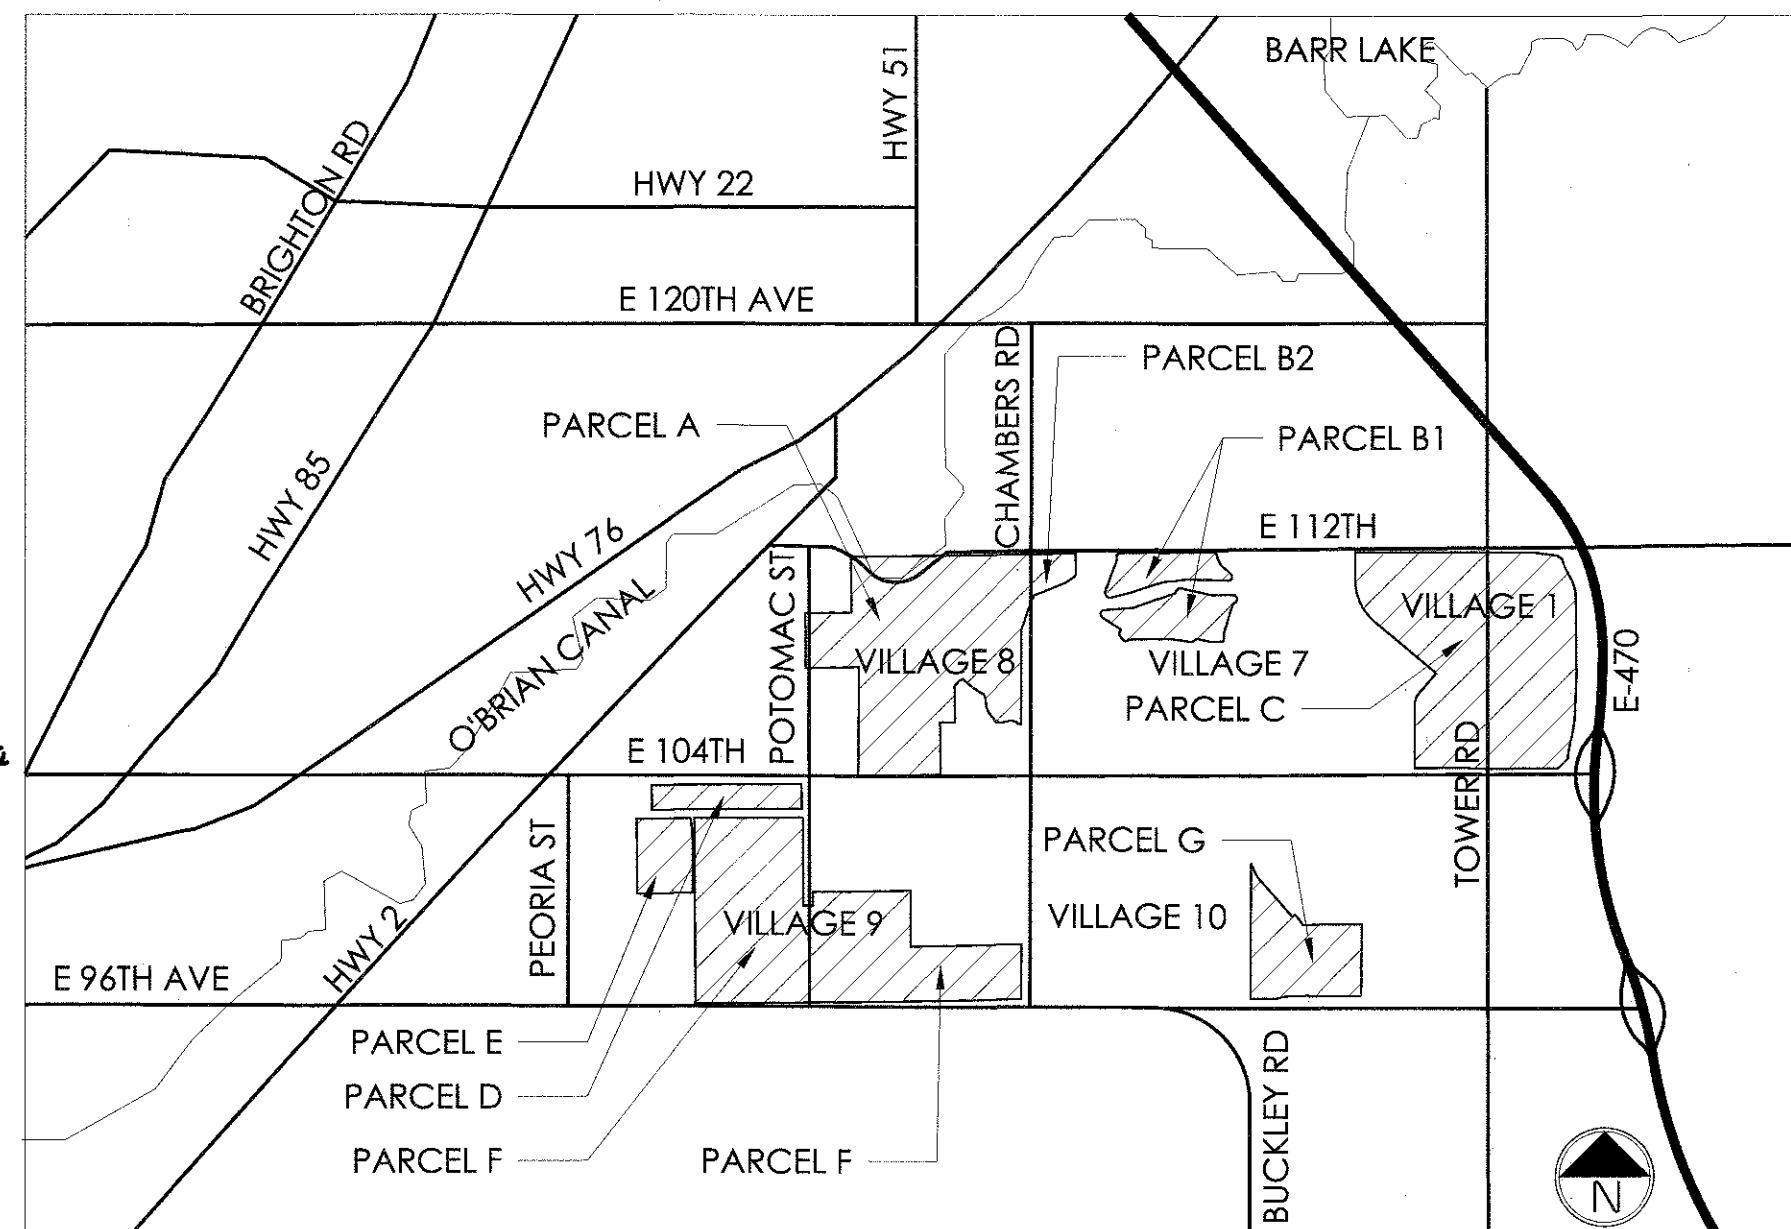 BARR LAKE
HWY 51
BRIGHTON RD
HWY 22
E 120TH AVE
CHAMBERS RD
PARCEL B2
PARCEL A
PARCEL B1
HWY 85
HWY 76
E 112TH
O'BRIAN CANAL
POTOMAC ST
VILLAGE 1
VILLAGE 8
VILLAGE 7
E-470
PARCEL C
E 104TH
TOWER RD
PEORIA ST
PARCEL G
VILLAGE 9
VILLAGE 10
HWY 2
E 96TH AVE
PARCEL E
PARCEL D
PARCEL F
PARCEL F
BUCKLEY RD
N